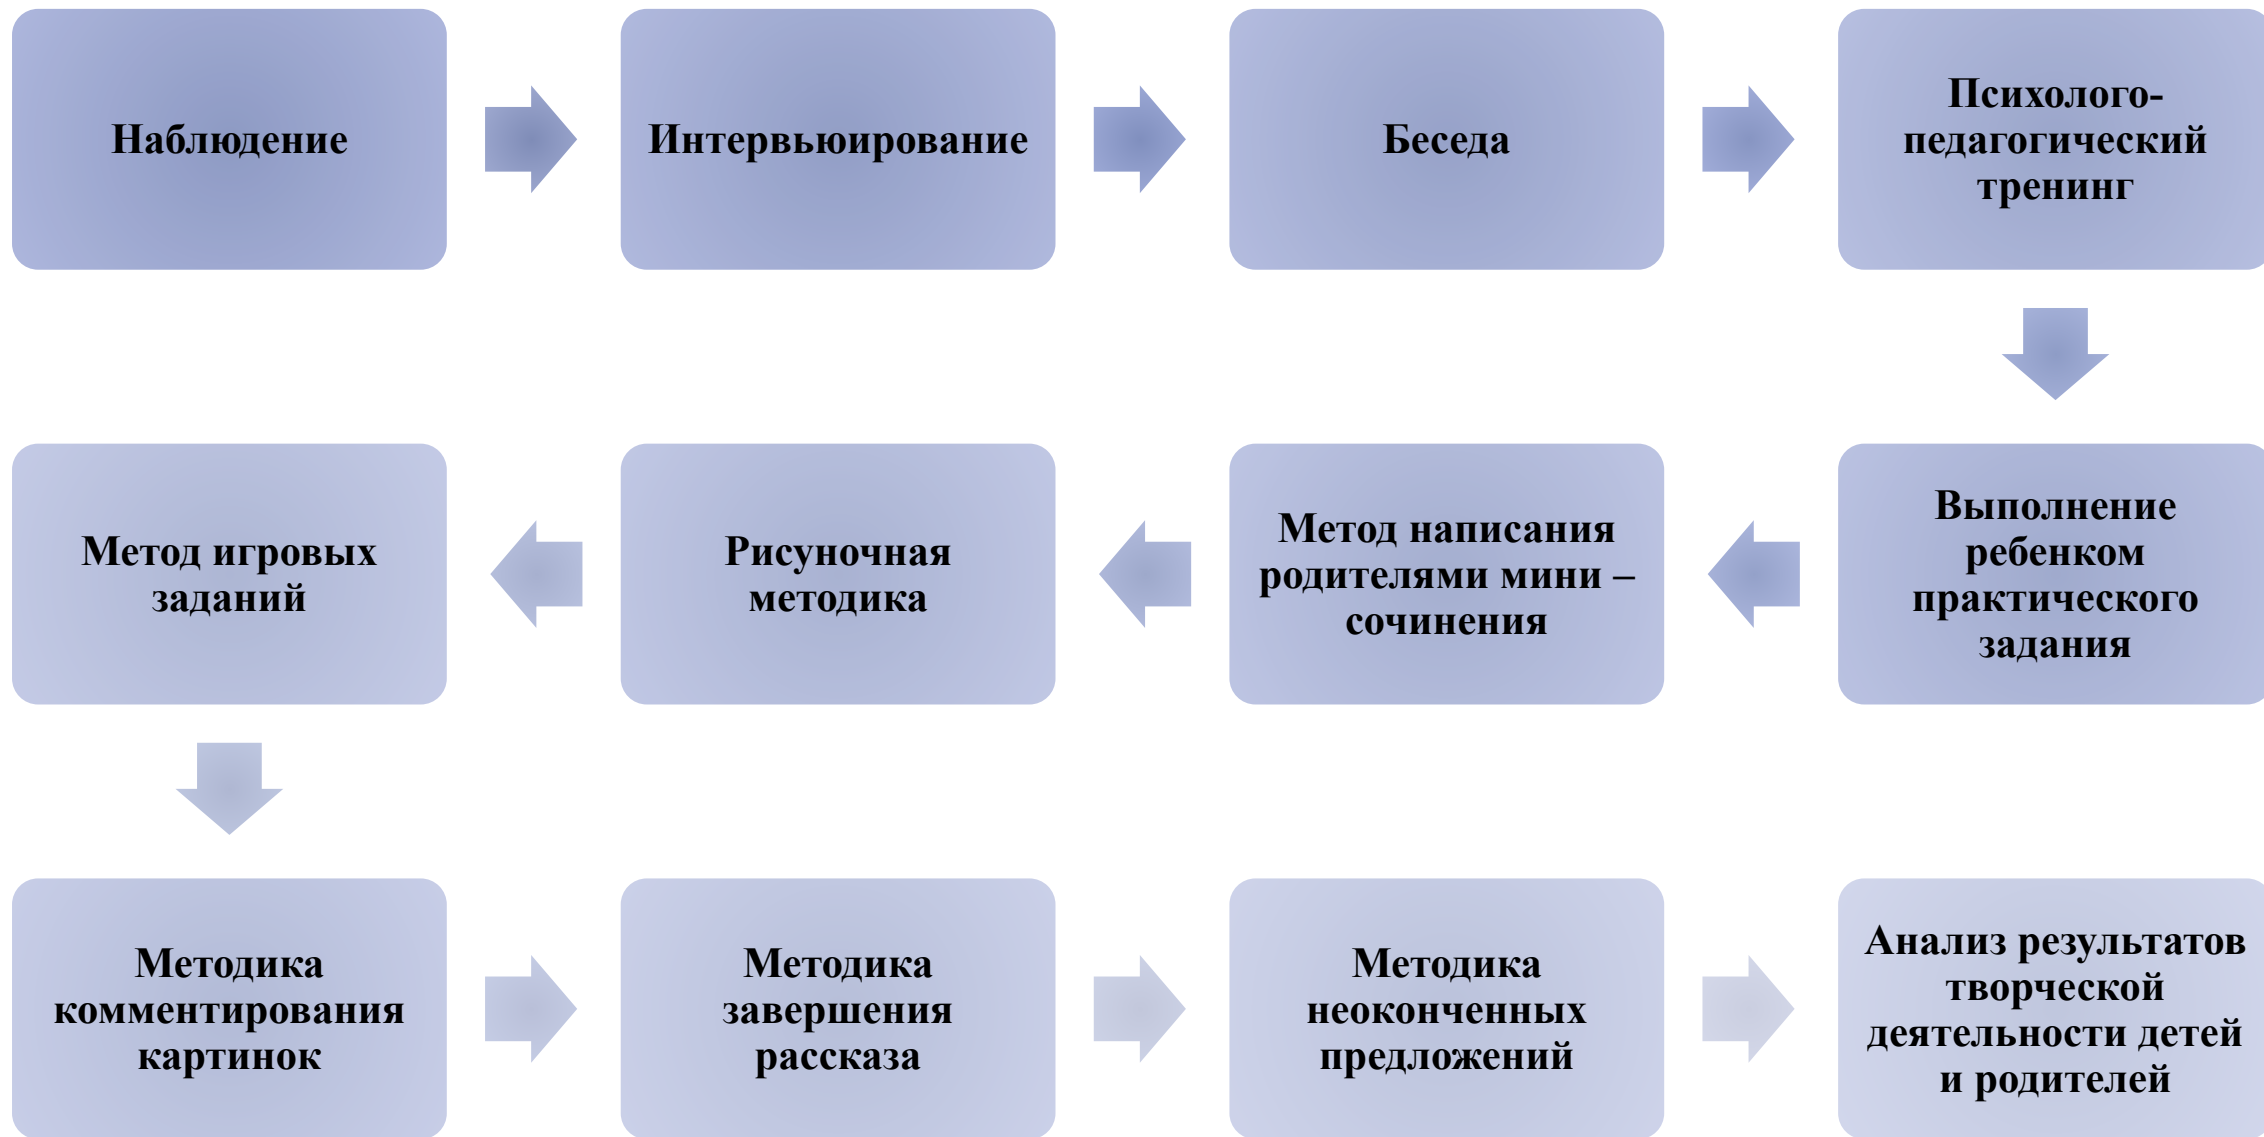 Наблюдение
Интервьюирование
Беседа
Психолого-
педагогический
тренинг
Выполнение
ребенком
практического
задания
Метод написания
родителями мини –
сочинения
Рисуночная
методика
Метод игровых
заданий
Методика
комментирования
картинок
Методика
завершения
рассказа
Методика
неоконченных
предложений
Анализ результатов
творческой
деятельности детей
и родителей